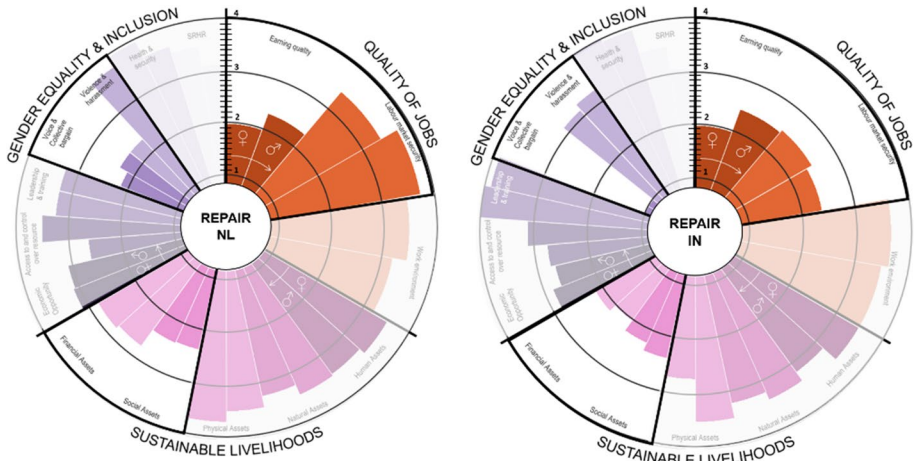 GENDER EQUALITY & INCLUSION
QUALITY OF JOBS
SUSTAINABLE LIVELIHOODS
REPAIR
NL
4
3
2
1
Earning quality
Labour market
security
Work environment
Human Assets
Natural Assets
Physical Assets
Social Assets
Financial Assets
Economic
Opportunity
Access to and control
over resource
Leadership
& training
Voice &
Collective
bargain
Violence &
harassment
Health &
security
SRHR
♀
♂
♂
♀
♂
♀
GENDER EQUALITY & INCLUSION
QUALITY OF JOBS
SUSTAINABLE LIVELIHOODS
REPAIR
IN
4
3
2
1
Earning quality
Labour market security
Work environment
Human Assets
Natural Assets
Physical Assets
Social Assets
Financial Assets
Economic
Opportunity
Access to and control
over resource
Leadership
& training
Voice &
Collective
bargain
Violence &
harassment
Health &
security
SRHR
♀
♂
♂
♀
♂
♀